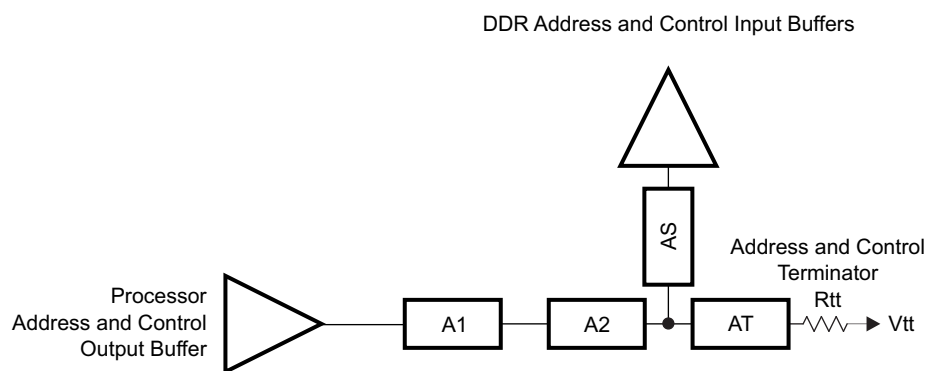 DDR Address and Control Input Buffers
AS
Address and Control
Terminator
Rtt
Processor
Address and Control
Output Buffer
A1
A2
AT
Vtt